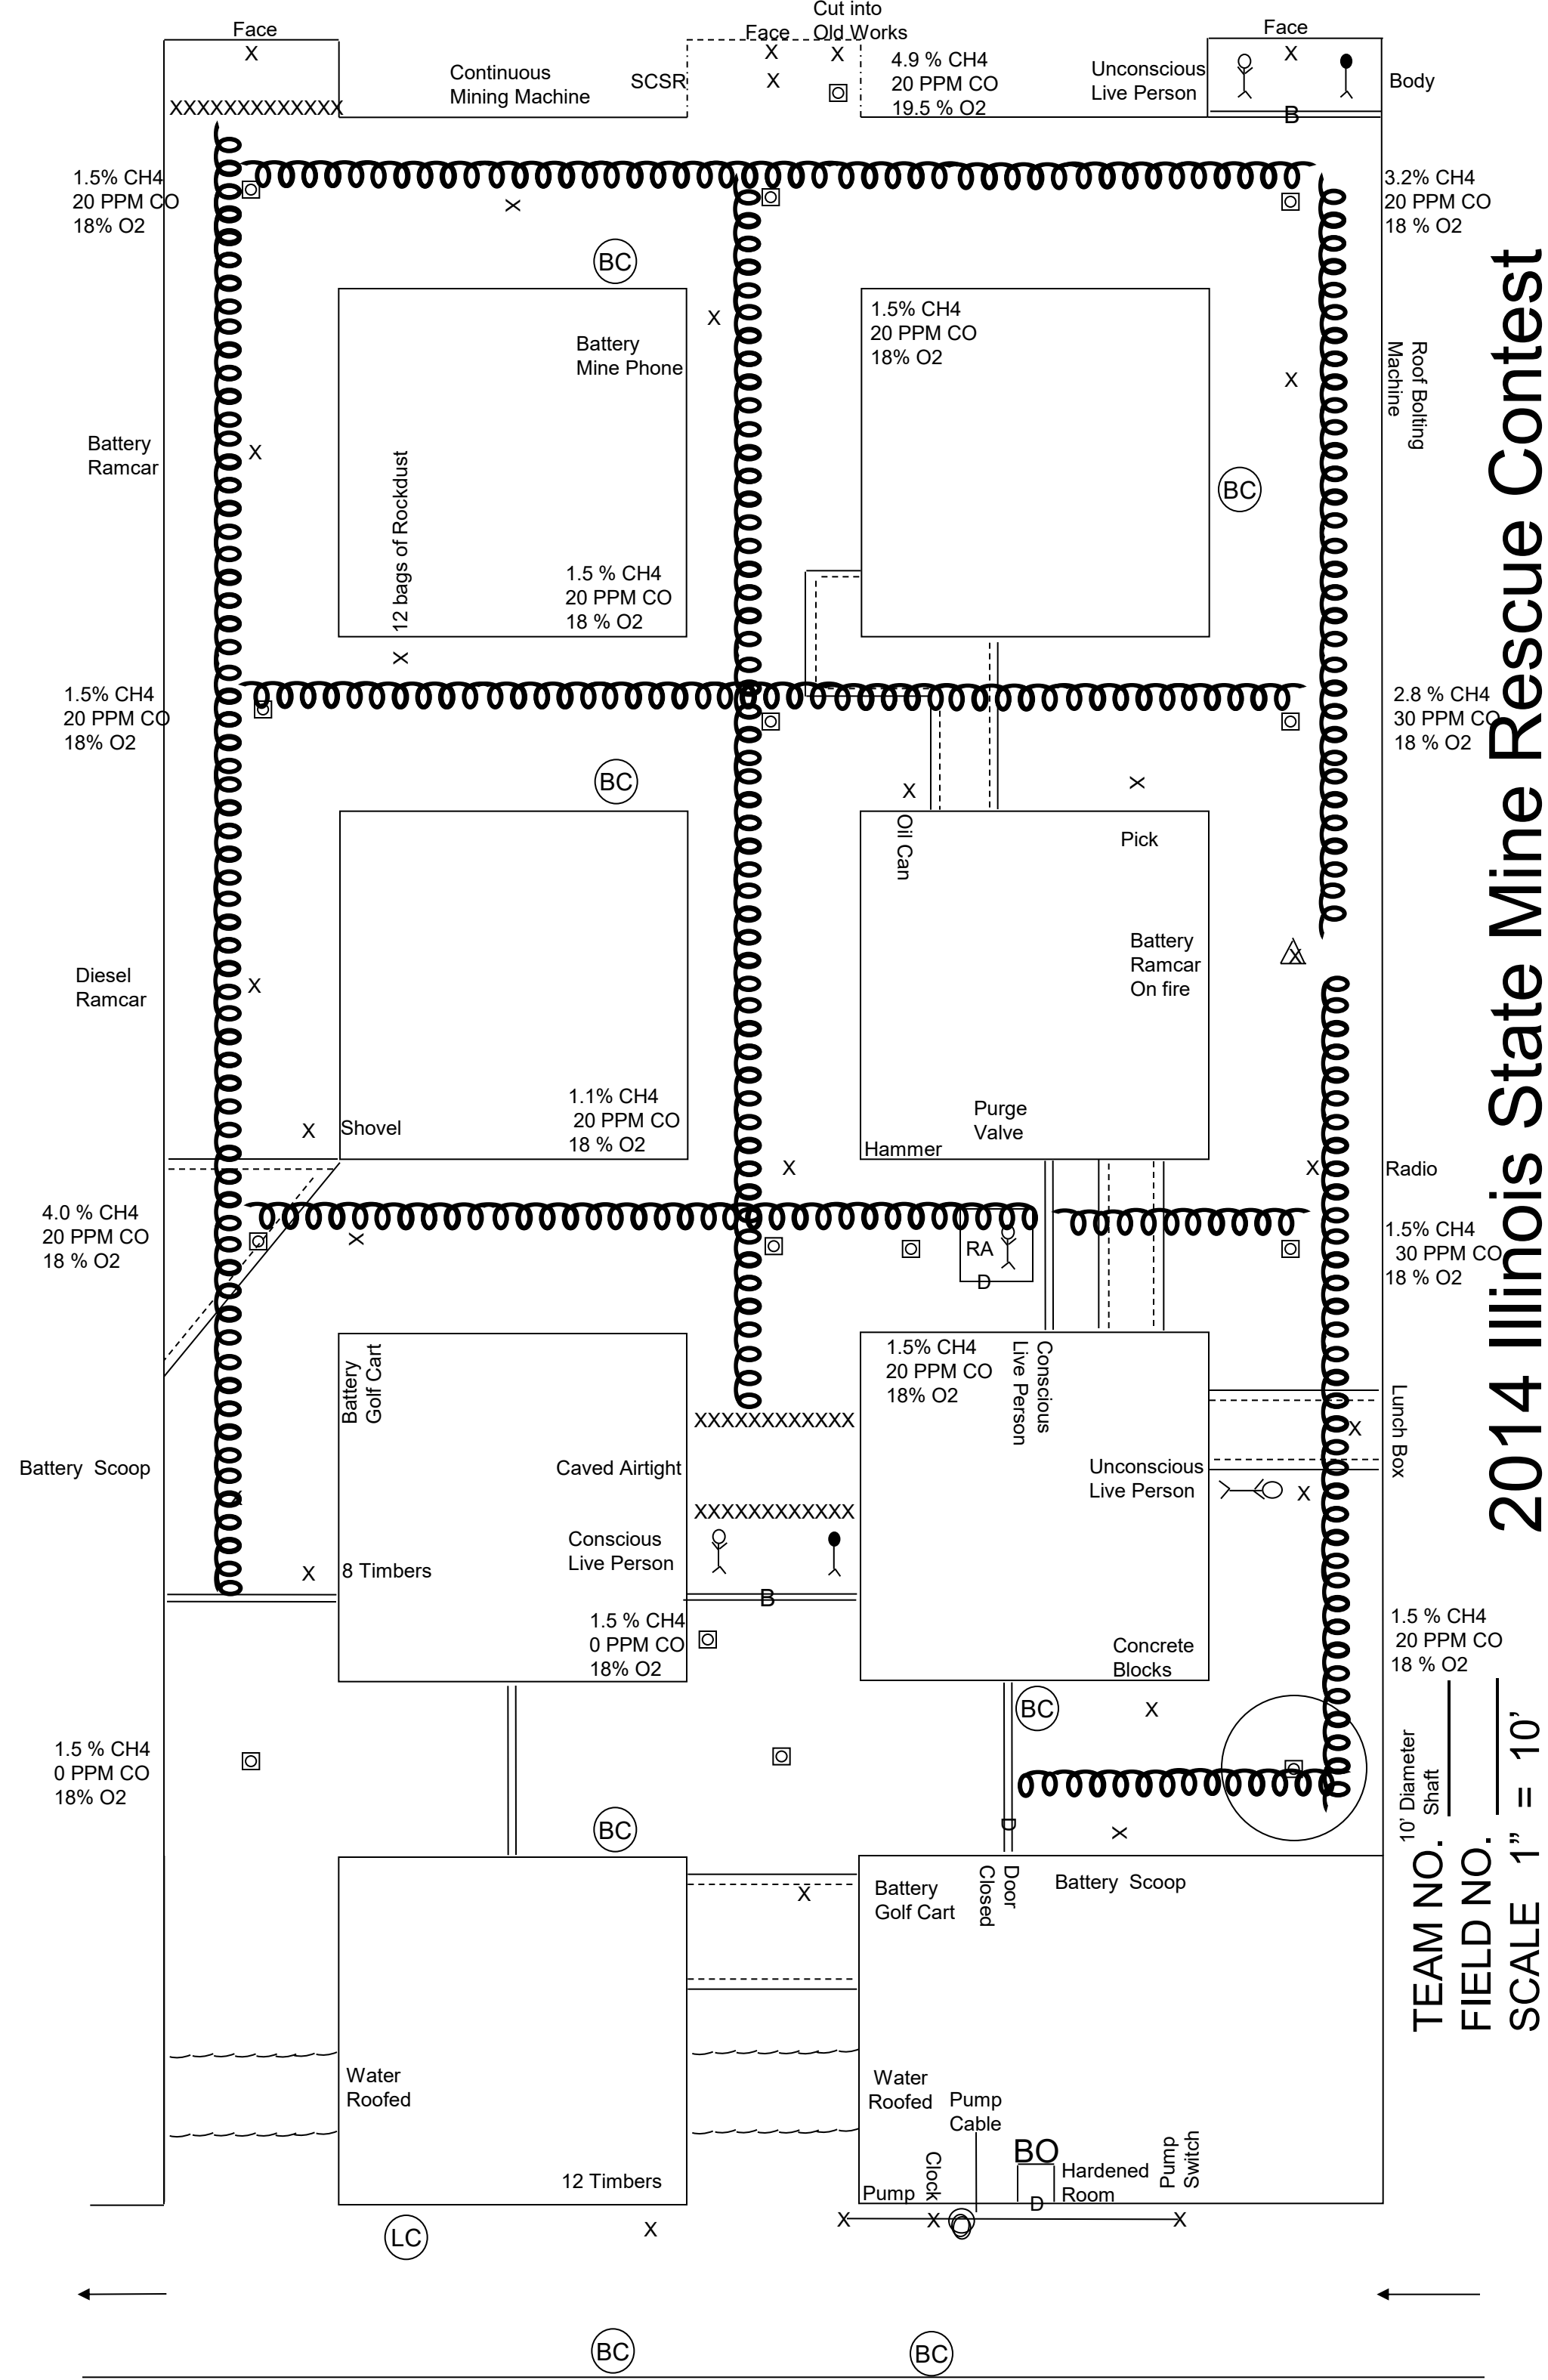 Cut into
Face
Face
Old Works
Face
X
X
X
X
4.9 % CH4
20 PPM CO
19.5 % O2
Continuous
Mining Machine
SCSR
X
Unconscious
Live Person
Body
XXXXXXXXXXXXX
B
1.5% CH4
20 PPM CO
18% O2
X
3.2% CH4
20 PPM CO
18 % O2
BC
1.5% CH4
20 PPM CO
18% O2
X
Battery
Mine Phone
X
Roof Bolting
Machine
Battery
Ramcar
X
BC
12 bags of Rockdust
X
1.5 % CH4
20 PPM CO
18 % O2
1.5% CH4
20 PPM CO
18% O2
2.8 % CH4
30 PPM CO
18 % O2
BC
X
Oil Can
X
Pick
Battery
Ramcar
On fire
X
Diesel
Ramcar
X
1.1% CH4
20 PPM CO
18 % O2
Purge
Valve
X
Shovel
Hammer
X
X
Radio
4.0 % CH4
20 PPM CO
18 % O2
X
RA
D
1.5% CH4
30 PPM CO
18 % O2
Battery
Golf Cart
1.5% CH4
20 PPM CO
18% O2
Conscious
Live Person
XXXXXXXXXXXX
X
Lunch Box
Battery Scoop
X
Caved Airtight
Unconscious
Live Person
X
XXXXXXXXXXXX
Conscious
Live Person
X
8 Timbers
B
1.5 % CH4
0 PPM CO
18% O2
Concrete
Blocks
1.5 % CH4
20 PPM CO
18 % O2
BC
X
1.5 % CH4
0 PPM CO
18% O2
10' Diameter
Shaft
BC
D
X
Door
Closed
Battery Scoop
Battery
Golf Cart
X
Water
Roofed
Water
Roofed
Pump
Cable
BO
Clock
Hardened
Room
Pump
Switch
12 Timbers
Pump
D
X
X
X
X
LC
BC
BC
2014 Illinois State Mine Rescue Contest
TEAM NO.
FIELD NO.
SCALE 1” = 10’